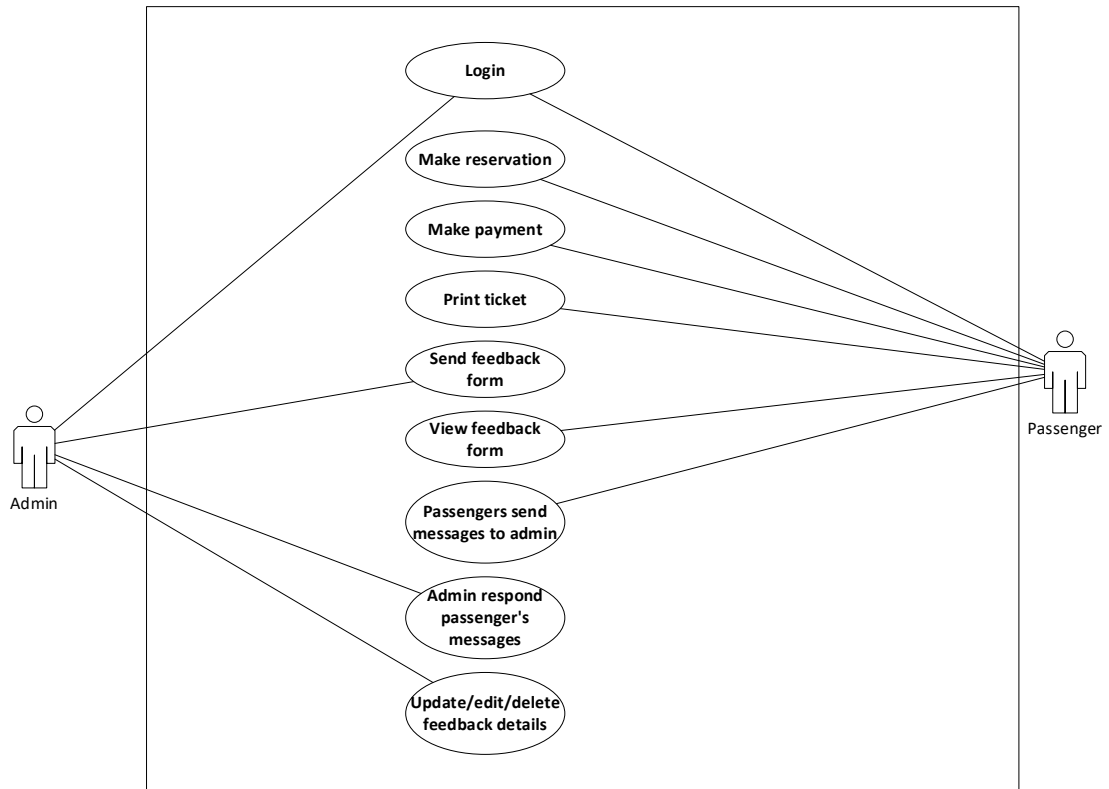 Login
Make reservation
Make payment
Print ticket
Send feedback
form
View feedback
form
Passengers send
messages to admin
Admin respond
passenger's
messages
Update/edit/delete
feedback details
Admin
Passenger